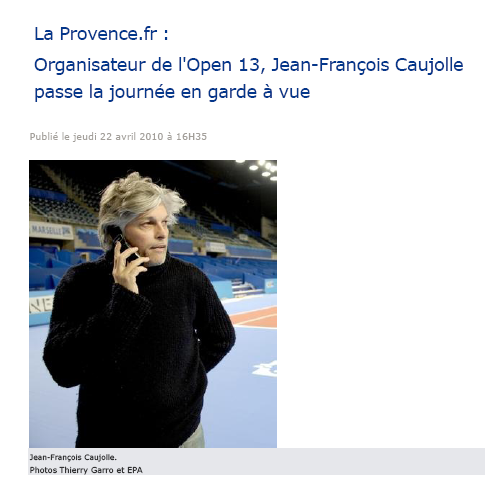 La Provence.fr :
Organisateur de l'Open 13, Jean-François Caujolle
passe la journée en garde à vue
Publié le jeudi 22 avril 2010 à 16H35
MARSEILLE
Jean-François Caujolle.
Photos Thierry Garro et EPA